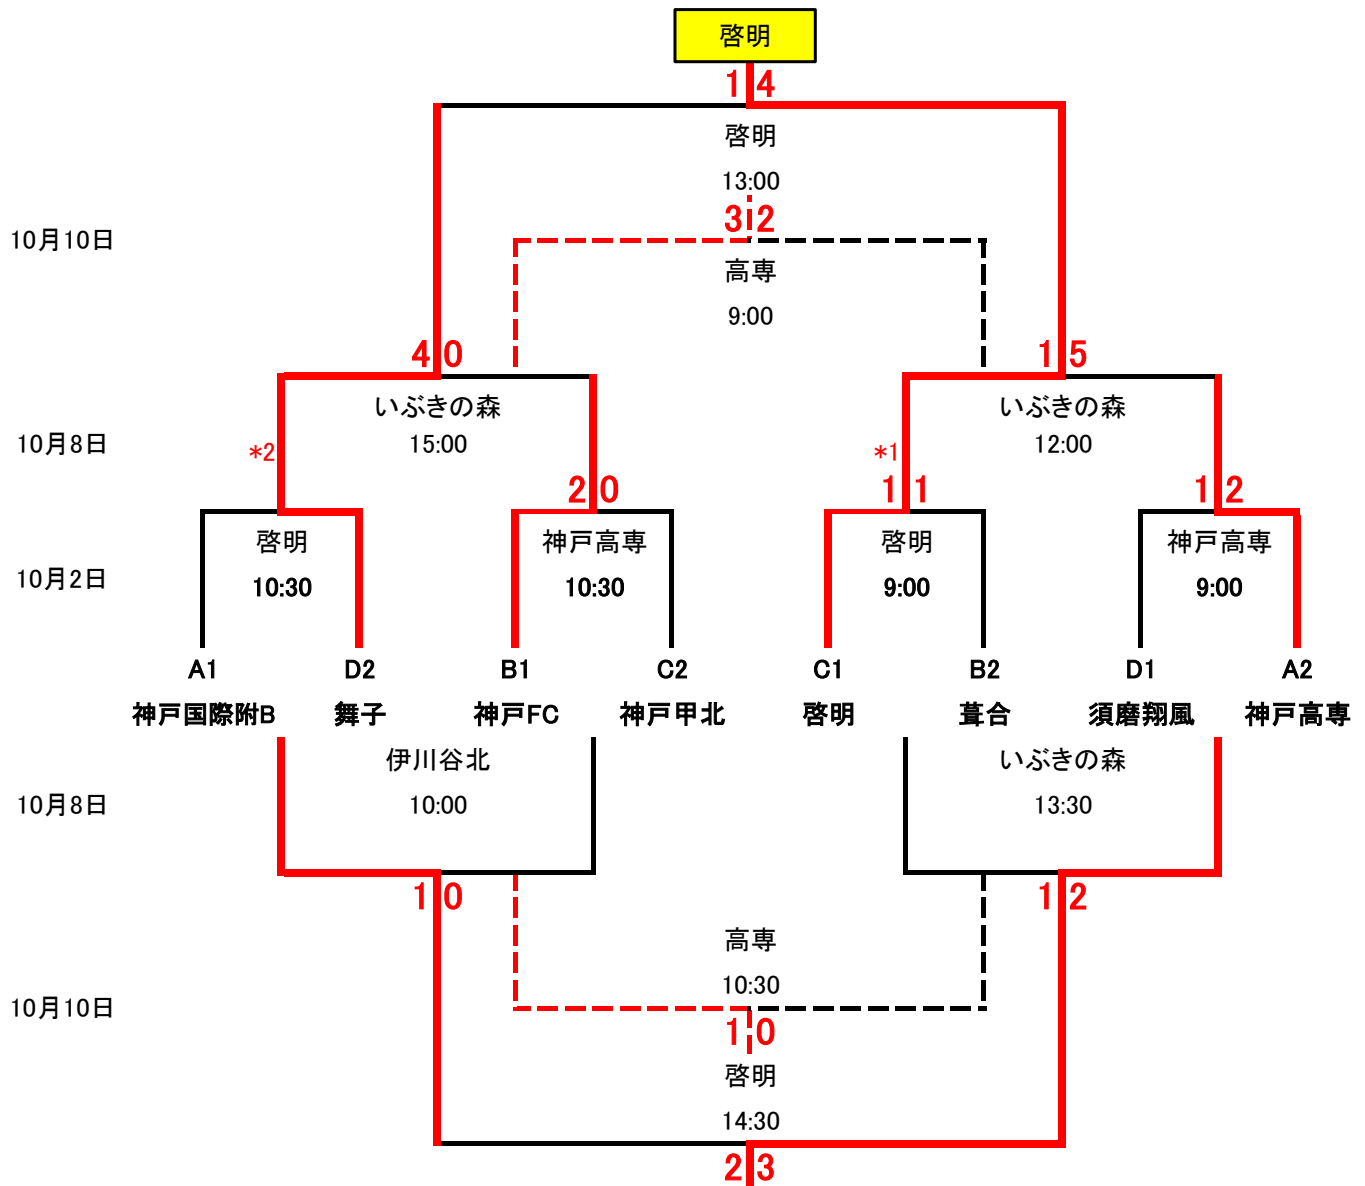 啓明
1 4
啓明
13:00
3 2
10月10日
高専
9:00
4 0
1 5
いぶきの森
いぶきの森
10月8日
*2
15:00
*1
12:00
2 0
1 1
1 2
啓明
神戸高専
啓明
神戸高専
10月2日
10:30
10:30
9:00
9:00
A1 D2 B1 C2 C1 B2 D1 A2
神戸国際附B 舞子 神戸FC 神戸甲北 啓明 葺合 須磨翔風 神戸高専
伊川谷北
いぶきの森
10月8日
10:00
13:30
1 0
1 2
高専
10:30
10月10日
1 0
啓明
14:30
2 3